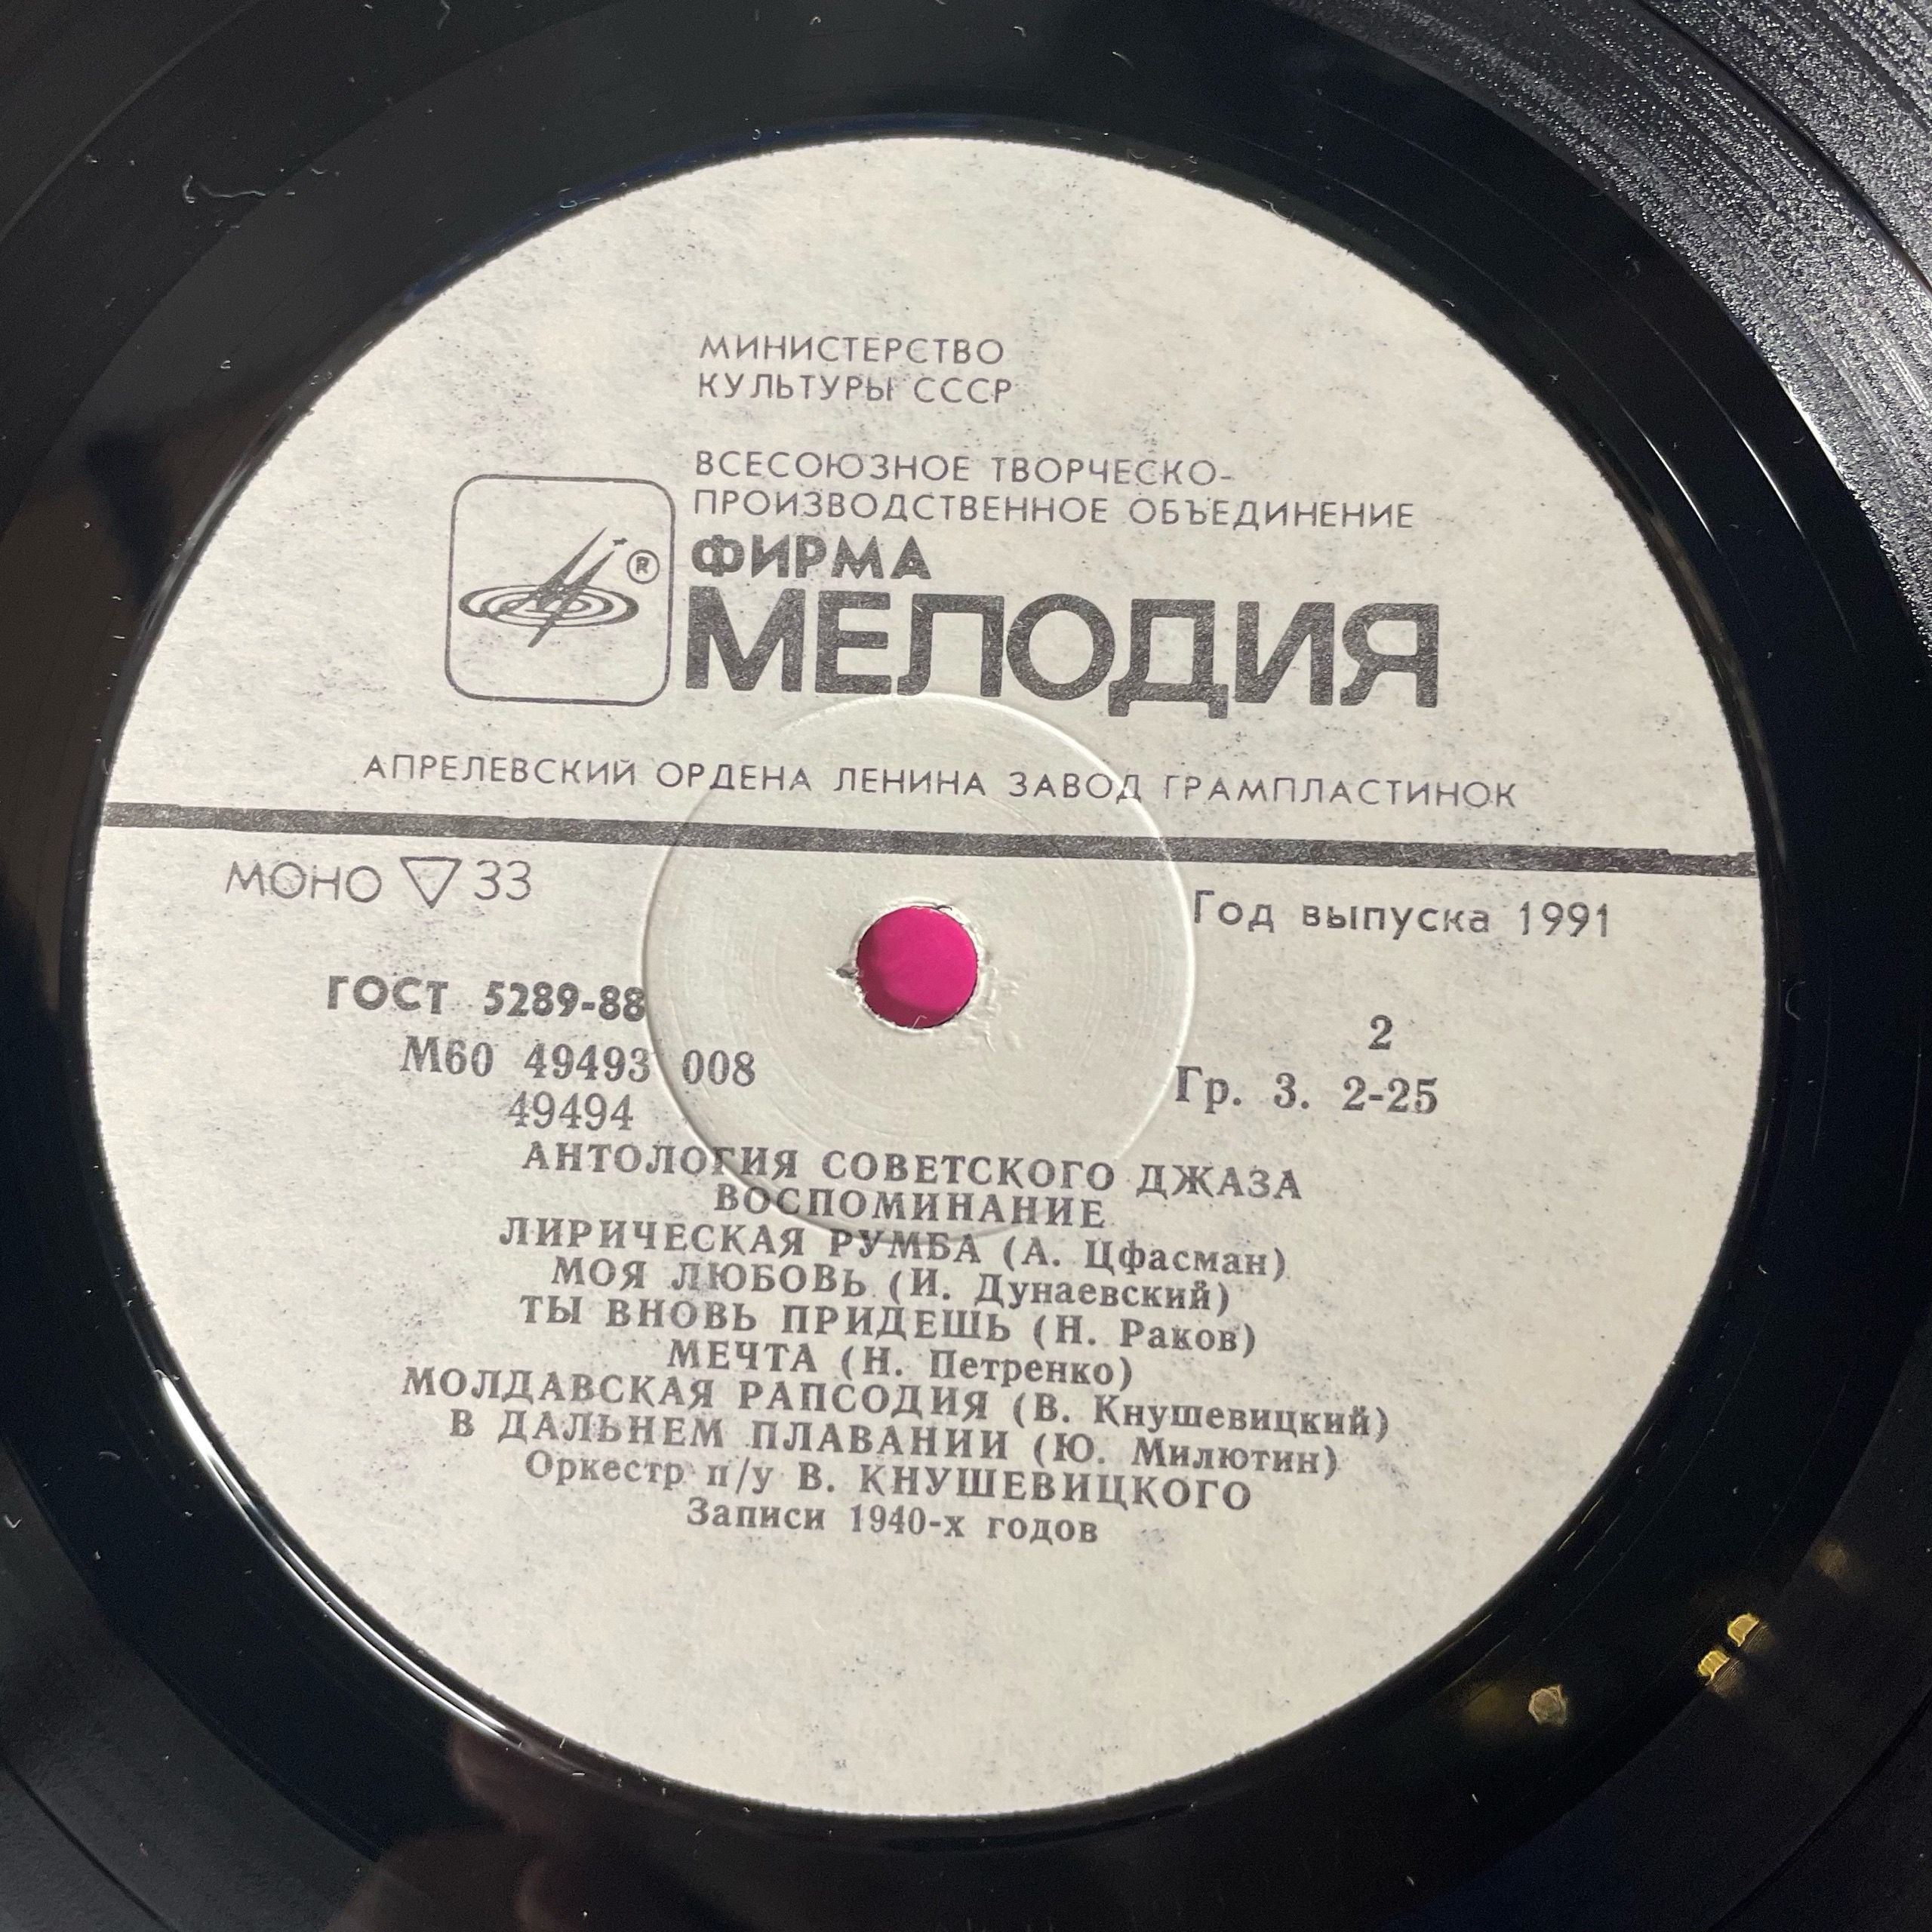 МИНИСТЕРСТВО
КУЛЬТУРЫ СССР
ВСЕСОЮЗНОЕ ТВОРЧЕСКО-
ПРОИЗВОДСТВЕННОЕ ОБЪЕДИНЕНИЕ
ФИРМА
®
МЕЛОДИЯ
АПРЕЛЕВСКИЙ ОРДЕНА ЛЕНИНА ЗАВОД ГРАМПЛАСТИНОК
МОНО ▽ 33
Год выпуска 1991
ГОСТ 5289-88
2
М60 49493 008
Гр. 3. 2-25
49494
АНТОЛОГИЯ СОВЕТСКОГО ДЖАЗА
ВОСПОМИНАНИЕ
ЛИРИЧЕСКАЯ РУМБА (А. Цфасман)
МОЯ ЛЮБОВЬ (И. Дунаевский)
ТЫ ВНОВЬ ПРИДЕШЬ (Н. Раков)
МЕЧТА (Н. Петренко)
МОЛДАВСКАЯ РАПСОДИЯ (В. Кнушевицкий)
В ДАЛЬНЕМ ПЛАВАНИИ (Ю. Милютин)
Оркестр п/у В. КНУШЕВИЦКОГО
Записи 1940-х годов